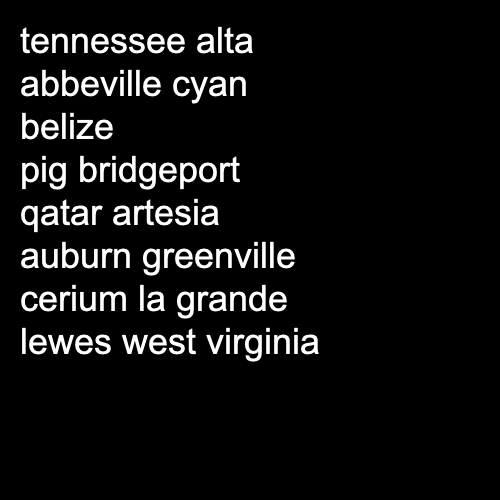 tennessee alta
abbeville cyan
belize
pig bridgeport
qatar artesia
auburn greenville
cerium la grande
lewes west virginia